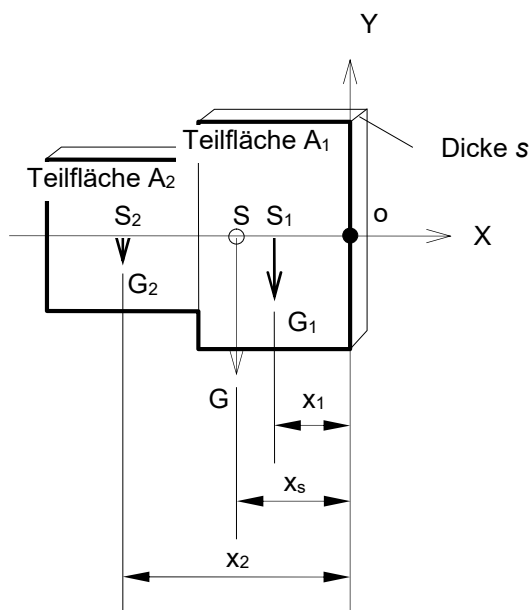 Y
Teilfläche A1
Dicke s
Teilfläche A2
S2 S S1 o
X
G2
G1
G
x1
xs
x2